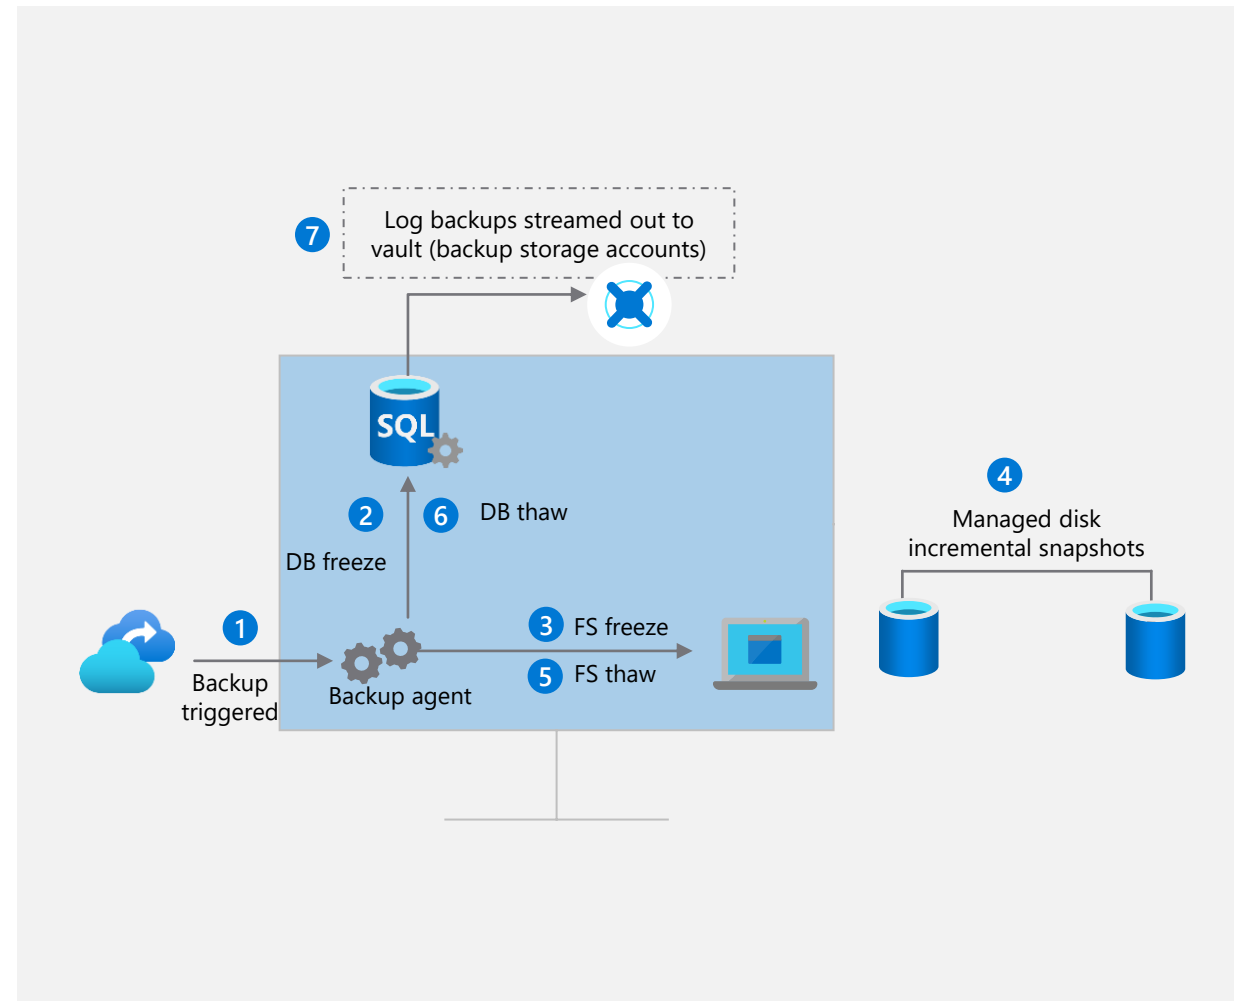 7
Log backups streamed out to
vault (backup storage accounts)
SQL
2
6
DB thaw
DB freeze
4
Managed disk
incremental snapshots
1
Backup
triggered
Backup agent
3
FS freeze
5
FS thaw